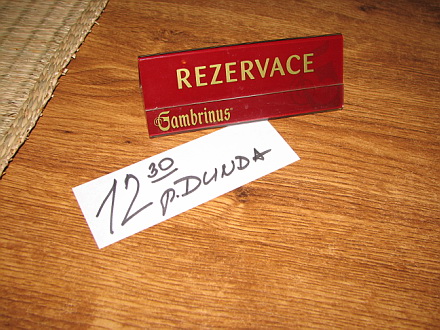 REZERVACE
Gambrinus
12 30
p. DUNDA